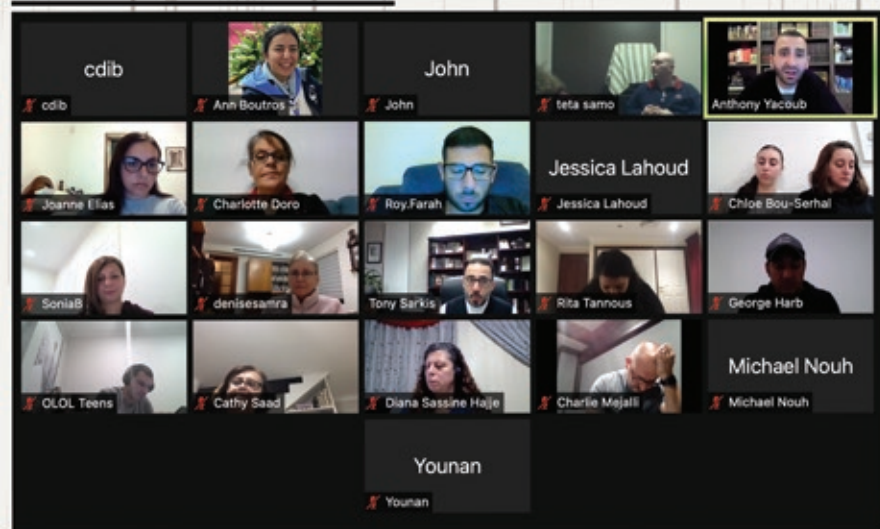 cdib
cdib
Ann Boutros
John
John
teta samo
Anthony Yacoub
Joanne Elias
Charlotte Doro
Roy.Farah
Jessica Lahoud
Jessica Lahoud
Chloe Bou-Serhal
SoniaB
denisesamra
Tony Sarkis
Rita Tannous
George Harb
OLOL Teens
Cathy Saad
Diana Sassine Hajje
Charlie Mejalli
Michael Nouh
Michael Nouh
Younan
Younan